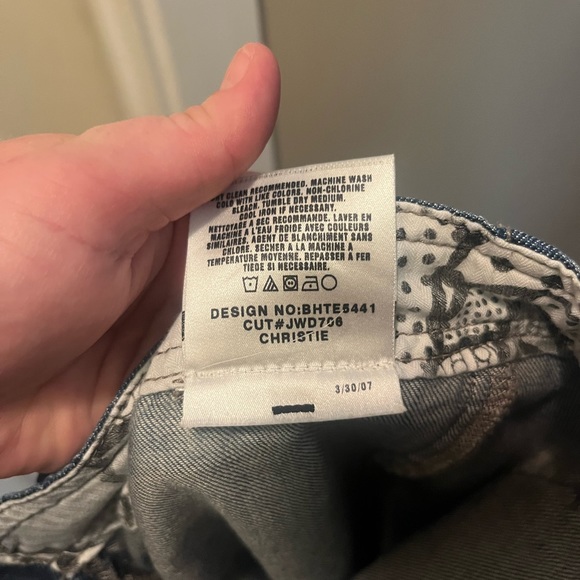 DRY CLEAN RECOMMENDED. MACHINE WASH
COLD WITH LIKE COLORS. NON-CHLORINE
BLEACH. TUMBLE DRY MEDIUM.
COOL IRON IF NECESSARY.
NETTOYAGE A SEC RECOMMANDE. LAVER EN
MACHINE A L'EAU FROIDE AVEC COULEURS
SIMILAIRES. AGENT DE BLANCHIMENT SANS
CHLORE. SECHER A LA MACHINE A
TEMPERATURE MOYENNE. REPASSER A FER
TIEDE SI NECESSAIRE.
DESIGN NO:BHTE5441
CUT#JWD706
CHRISTIE
3/30/07